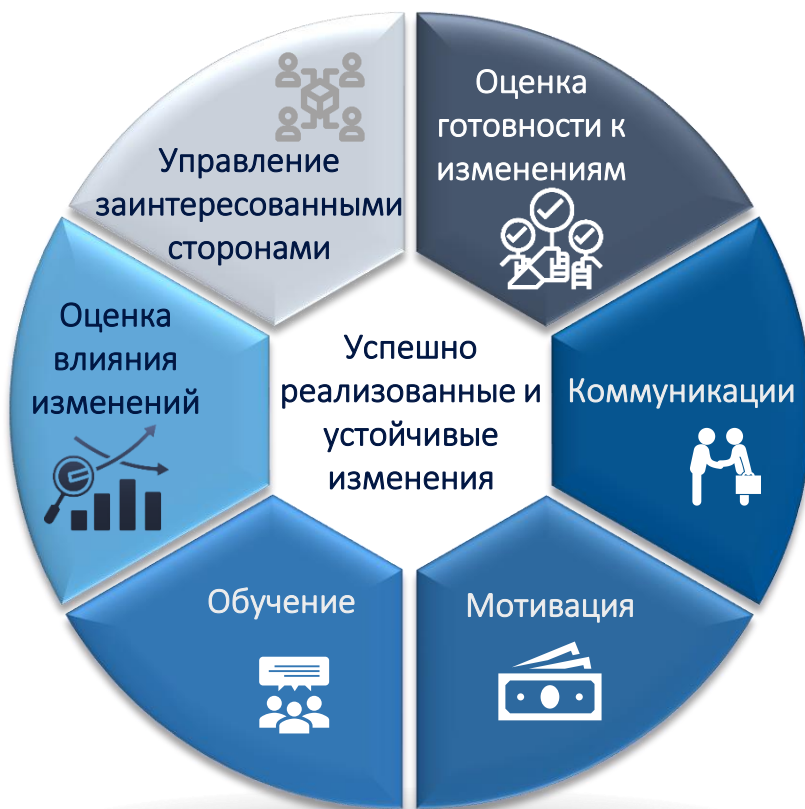 Оценка
готовности к
изменениям
Управление
заинтересованными
сторонами
Оценка
влияния
изменений
Успешно
реализованные и
устойчивые
изменения
Коммуникации
Обучение
Мотивация